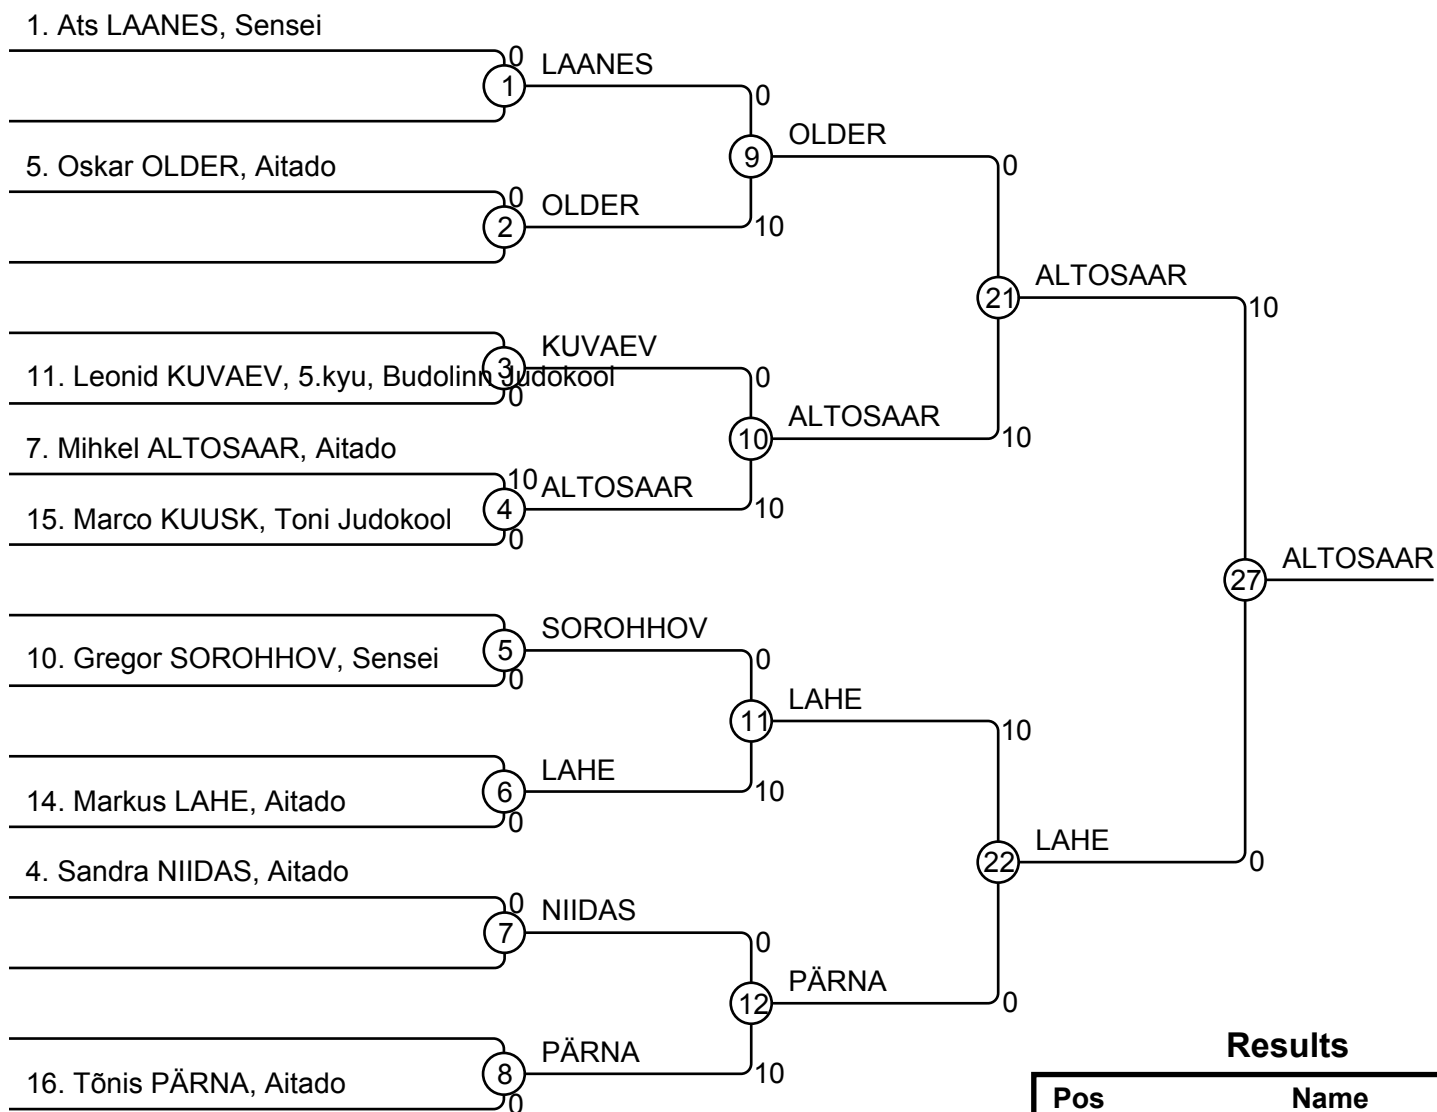 1. Ats LAANES, Sensei
0
LAANES
1
0
OLDER
9
0
5. Oskar OLDER, Aitado
0
OLDER
2
10
ALTOSAAR
21
10
KUVAEV
3
11. Leonid KUVAEV, 5.kyu, Budolinn Judokool
0
0
ALTOSAAR
10
10
7. Mihkel ALTOSAAR, Aitado
10
ALTOSAAR
4
10
15. Marco KUUSK, Toni Judokool
0
ALTOSAAR
27
SOROHHOV
5
10. Gregor SOROHHOV, Sensei
0
0
LAHE
11
10
LAHE
6
10
14. Markus LAHE, Aitado
0
LAHE
22
0
4. Sandra NIIDAS, Aitado
0
NIIDAS
7
0
PÄRNA
12
0
PÄRNA
8
10
16. Tõnis PÄRNA, Aitado
0
Results
Pos Name